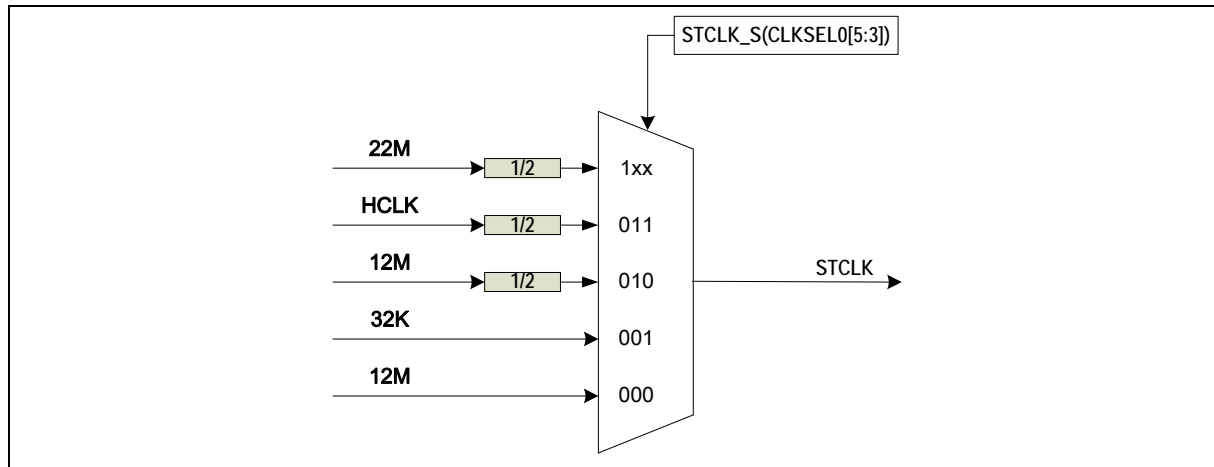 STCLK_S(CLKSEL0[5:3])
22M
1/2
1xx
HCLK
1/2
011
12M
1/2
010
STCLK
32K
001
12M
000